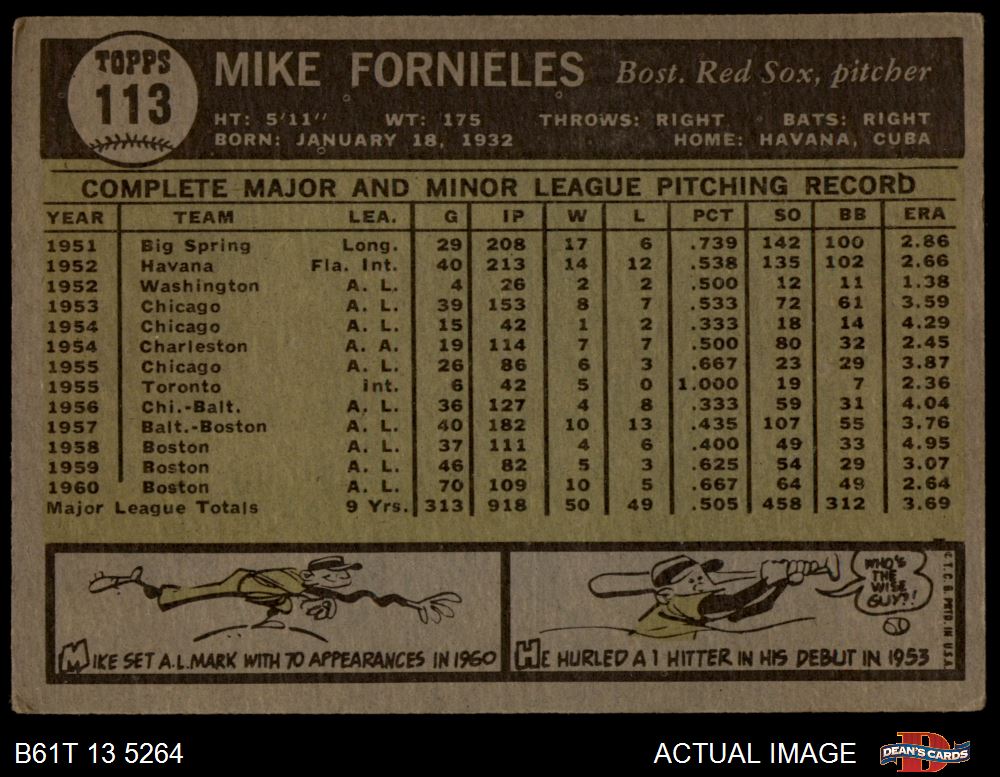 TOPPS
113
MIKE FORNIELES Bost. Red Sox, pitcher
HT: 5'11" WT: 175 THROWS: RIGHT BATS: RIGHT
BORN: JANUARY 18, 1932 HOME: HAVANA, CUBA
COMPLETE MAJOR AND MINOR LEAGUE PITCHING RECORD
YEAR TEAM LEA. G IP W L PCT SO BB ERA
1951 Big Spring Long. 29 208 17 6 .739 142 100 2.86
1952 Havana Fla. Int. 40 213 14 12 .538 135 102 2.66
1952 Washington A. L. 4 26 2 2 .500 12 11 1.38
1953 Chicago A. L. 39 153 8 7 .533 72 61 3.59
1954 Chicago A. L. 15 42 1 2 .333 18 14 4.29
1954 Charleston A. A. 19 114 7 7 .500 80 32 2.45
1955 Chicago A. L. 26 86 6 3 .667 23 29 3.87
1955 Toronto Int. 6 42 5 0 1.000 19 7 2.36
1956 Chi.-Balt. A. L. 36 127 4 8 .333 59 31 4.04
1957 Balt.-Boston A. L. 40 182 10 13 .435 107 55 3.76
1958 Boston A. L. 37 111 4 6 .400 49 33 4.95
1959 Boston A. L. 46 82 5 3 .625 54 29 3.07
1960 Boston A. L. 70 109 10 5 .667 64 49 2.64
Major League Totals 9 Yrs. 313 918 50 49 .505 458 312 3.69
MIKE SET A.L. MARK WITH 70 APPEARANCES IN 1960
WHO'S
THE
WISE
GUY?!
HE HURLED A 1 HITTER IN HIS DEBUT IN 1953
© T. C. G. PRTD. IN U.S.A.
B61T 13 5264
ACTUAL IMAGE
DEAN'S CARDS